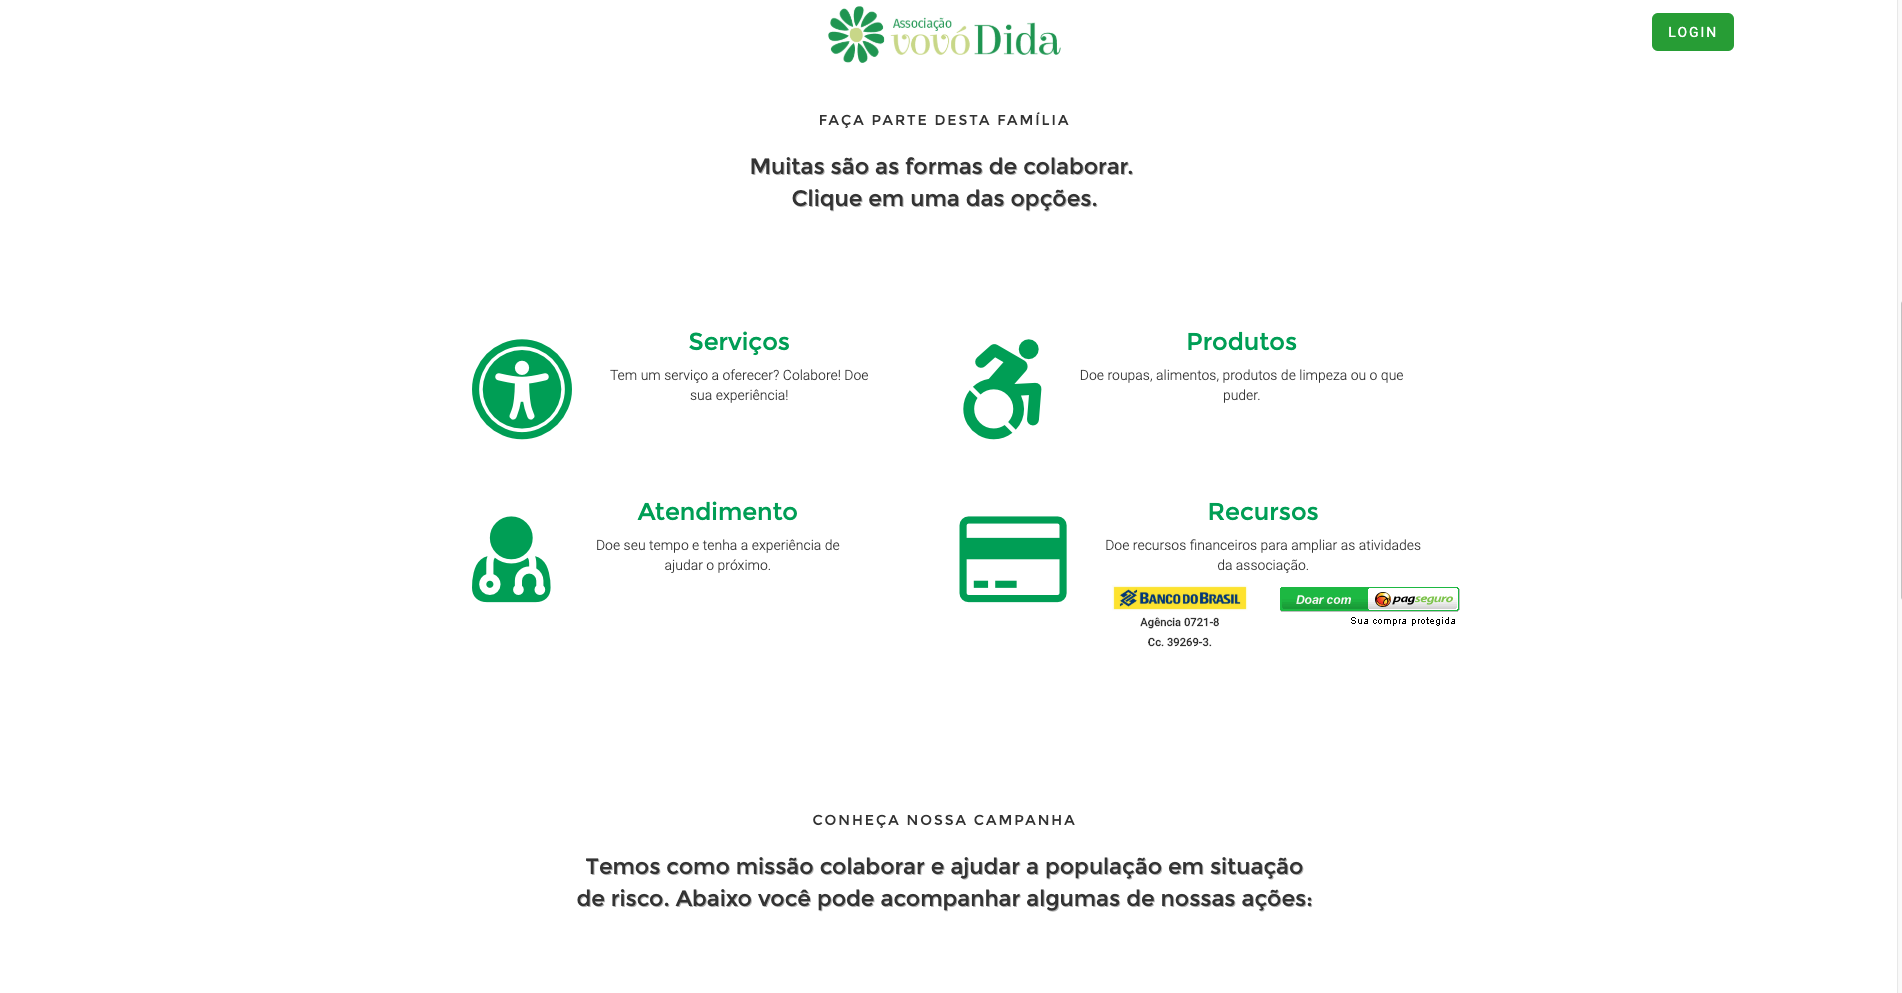 Associação
vovó Dida
LOGIN
FAÇA PARTE DESTA FAMÍLIA
Muitas são as formas de colaborar.
Clique em uma das opções.
Serviços
Tem um serviço a oferecer? Colabore! Doe
sua experiência!
Produtos
Doe roupas, alimentos, produtos de limpeza ou o que
puder.
Atendimento
Doe seu tempo e tenha a experiência de
ajudar o próximo.
Recursos
Doe recursos financeiros para ampliar as atividades
da associação.
BANCO DO BRASIL
Agência 0721-8
Cc. 39269-3.
Doar com pagseguro
Sua compra protegida
CONHEÇA NOSSA CAMPANHA
Temos como missão colaborar e ajudar a população em situação
de risco. Abaixo você pode acompanhar algumas de nossas ações: